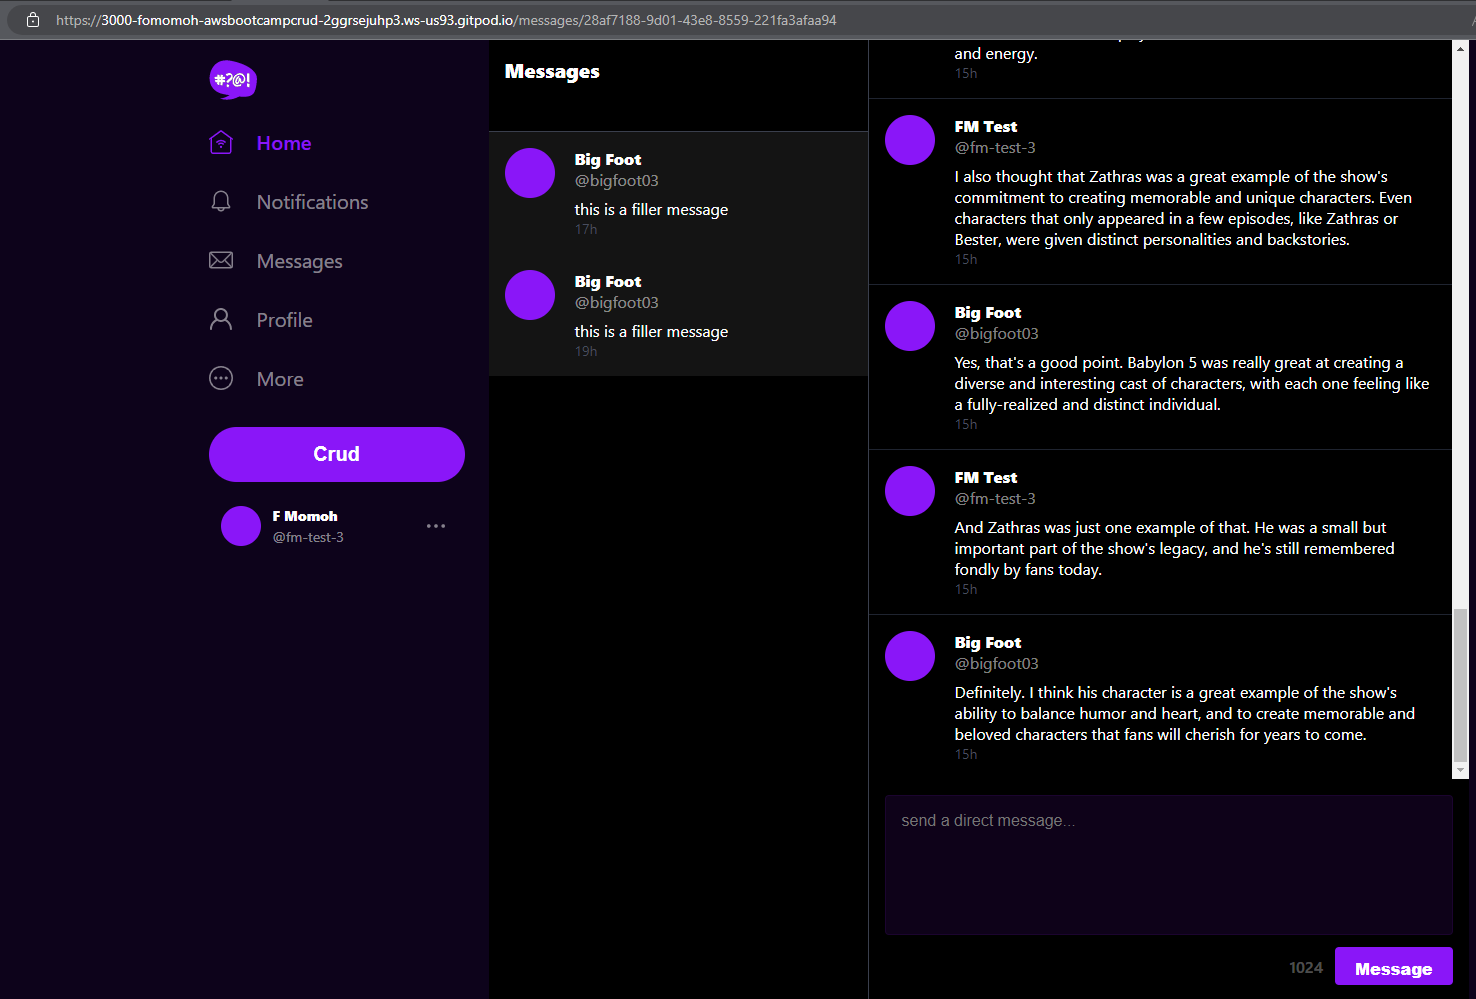 https://3000-fomomoh-awsbootcampcrud-2ggrsejuhp3.ws-us93.gitpod.io/messages/28af7188-9d01-43e8-8559-221fa3afaa94
#?@!
Home
Notifications
Messages
Profile
More
Crud
F Momoh
@fm-test-3
Messages
Big Foot
@bigfoot03
this is a filler message
17h
Big Foot
@bigfoot03
this is a filler message
19h
and energy.
15h
FM Test
@fm-test-3
I also thought that Zathras was a great example of the show's
commitment to creating memorable and unique characters. Even
characters that only appeared in a few episodes, like Zathras or
Bester, were given distinct personalities and backstories.
15h
Big Foot
@bigfoot03
Yes, that's a good point. Babylon 5 was really great at creating a
diverse and interesting cast of characters, with each one feeling like
a fully-realized and distinct individual.
15h
FM Test
@fm-test-3
And Zathras was just one example of that. He was a small but
important part of the show's legacy, and he's still remembered
fondly by fans today.
15h
Big Foot
@bigfoot03
Definitely. I think his character is a great example of the show's
ability to balance humor and heart, and to create memorable and
beloved characters that fans will cherish for years to come.
15h
send a direct message...
1024
Message